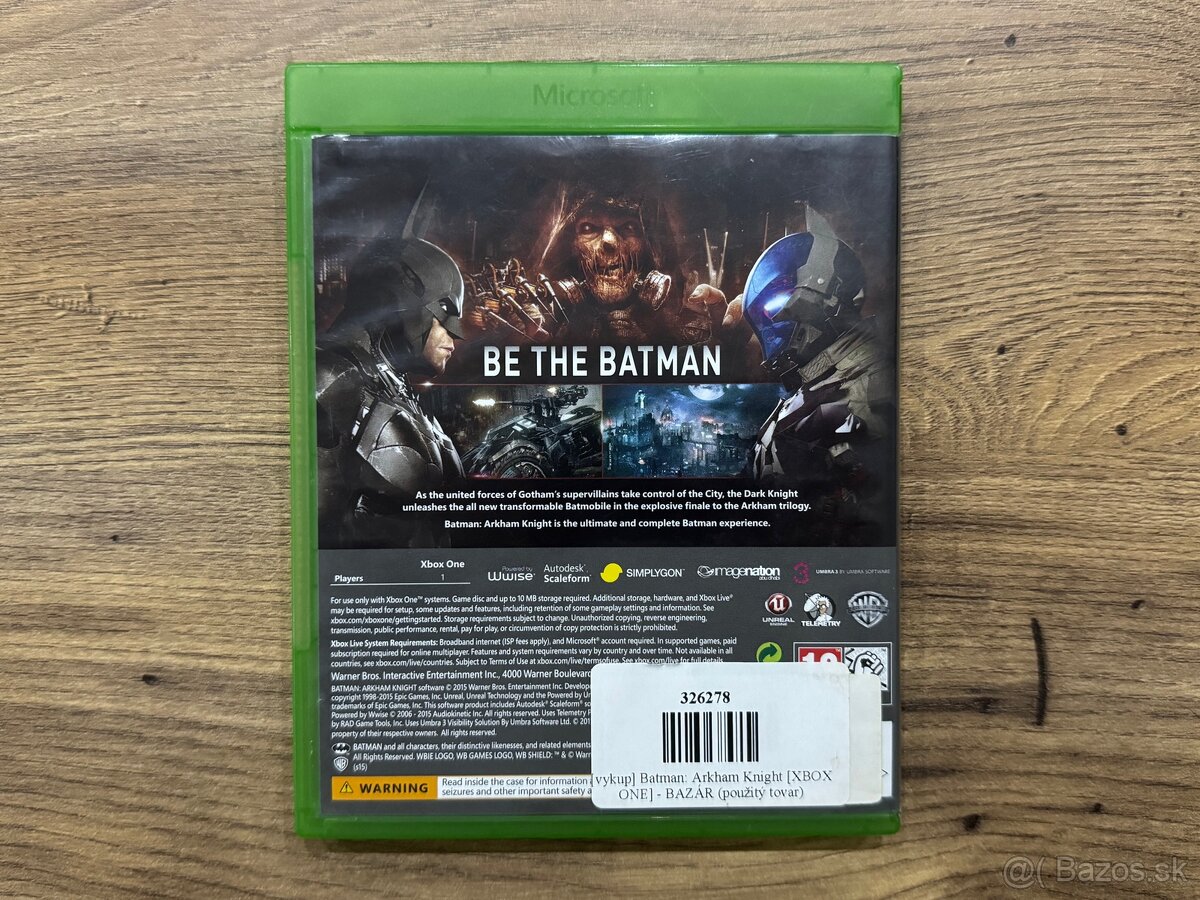 Microsoft
BE THE BATMAN
As the united forces of Gotham's supervillains take control of the City, the Dark Knight
unleashes the all new transformable Batmobile in the explosive finale to the Arkham trilogy.
Batman: Arkham Knight is the ultimate and complete Batman experience.
Xbox One
Players 1
Powered by
Wwise
Autodesk®
Scaleform®
SIMPLYGON™
imagenation
abu dhabi
UMBRA 3 BY UMBRA SOFTWARE
For use only with Xbox One™ systems. Game disc and up to 10 MB storage required. Additional storage, hardware, and Xbox Live®
may be required for setup, some updates and features, including retention of some gameplay settings and information. See
xbox.com/xboxone/gettingstarted. Storage requirements subject to change. Unauthorized copying, reverse engineering,
transmission, public performance, rental, pay for play, or circumvention of copy protection is strictly prohibited.
UNREAL
ENGINE
TELEMETRY
WB
Xbox Live System Requirements: Broadband internet (ISP fees apply), and Microsoft® account required. In supported games, paid
subscription required for online multiplayer. Features and system requirements vary by country and over time. Not available in all
countries, see xbox.com/live/countries. Subject to Terms of Use at xbox.com/live/termsofuse. See xbox.com/live for full details.
Warner Bros. Interactive Entertainment Inc., 4000 Warner Boulevard
BATMAN: ARKHAM KNIGHT software © 2015 Warner Bros. Entertainment Inc. Develop
copyright 1998-2015 Epic Games, Inc. Unreal, Unreal Technology and the Powered by Un
trademarks of Epic Games, Inc. This software product includes Autodesk® Scaleform® so
Powered by Wwise © 2006 - 2015 Audiokinetic Inc. All rights reserved. Uses Telemetry
by RAD Game Tools, Inc. Uses Umbra 3 Visibility Solution By Umbra Software Ltd. © 201
property of their respective owners. All rights reserved.
BATMAN and all characters, their distinctive likenesses, and related elements
All Rights Reserved. WBIE LOGO, WB GAMES LOGO, WB SHIELD: ™ & © Warn
(s15)
WARNING
Read inside the case for information
seizures and other important safety
326278
vykup] Batman: Arkham Knight [XBOX
ONE] - BAZÁR (použitý tovar)
@( Bazos.sk